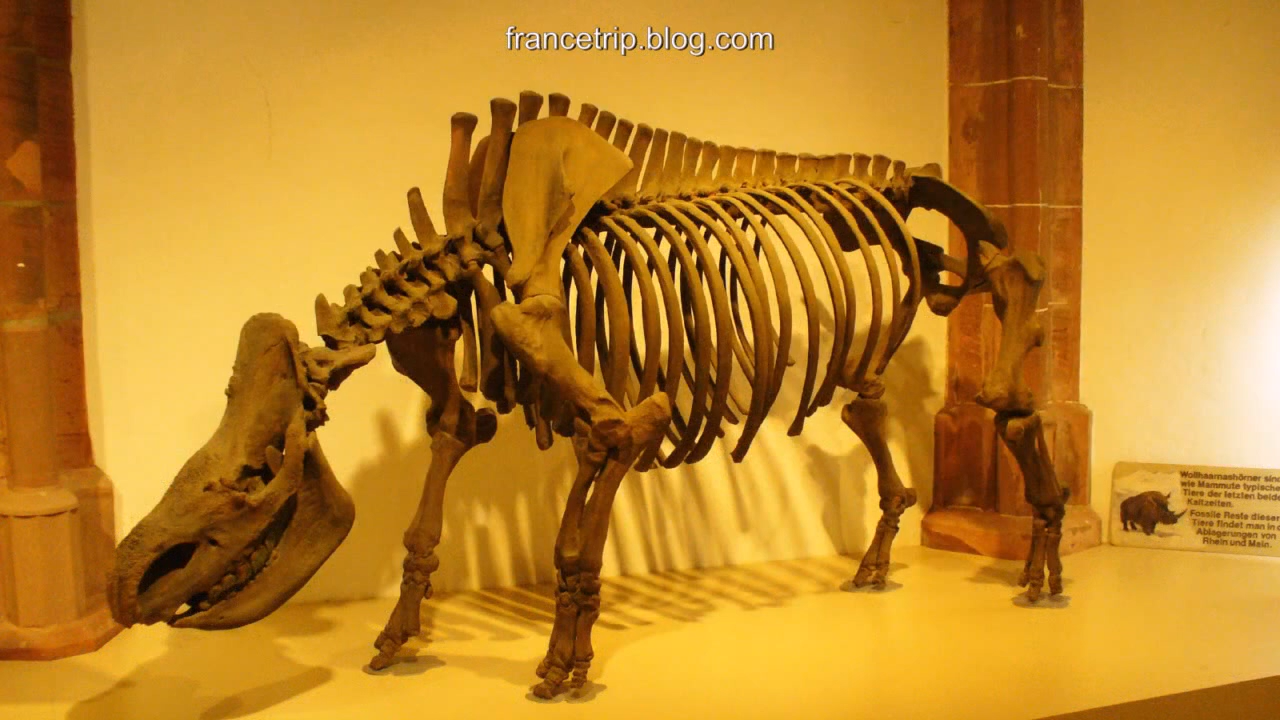 francetrip.blog.com
Wollhaarnashörner sind
wie Mammute typische
Tiere der letzten beide
Kaltzeiten.
Fossile Reste dieser
Tiere findet man in d
Ablagerungen von
Rhein und Main.